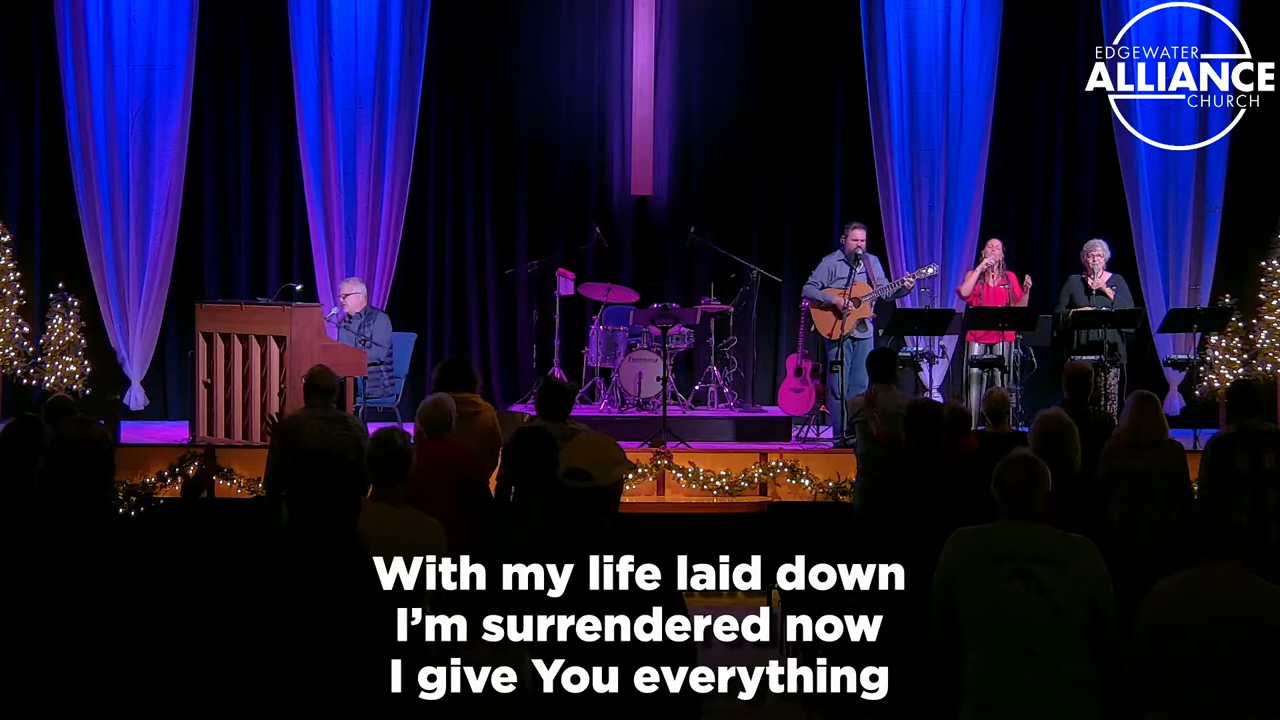 EDGEWATER
ALLIANCE
CHURCH
With my life laid down
I'm surrendered now
I give You everything